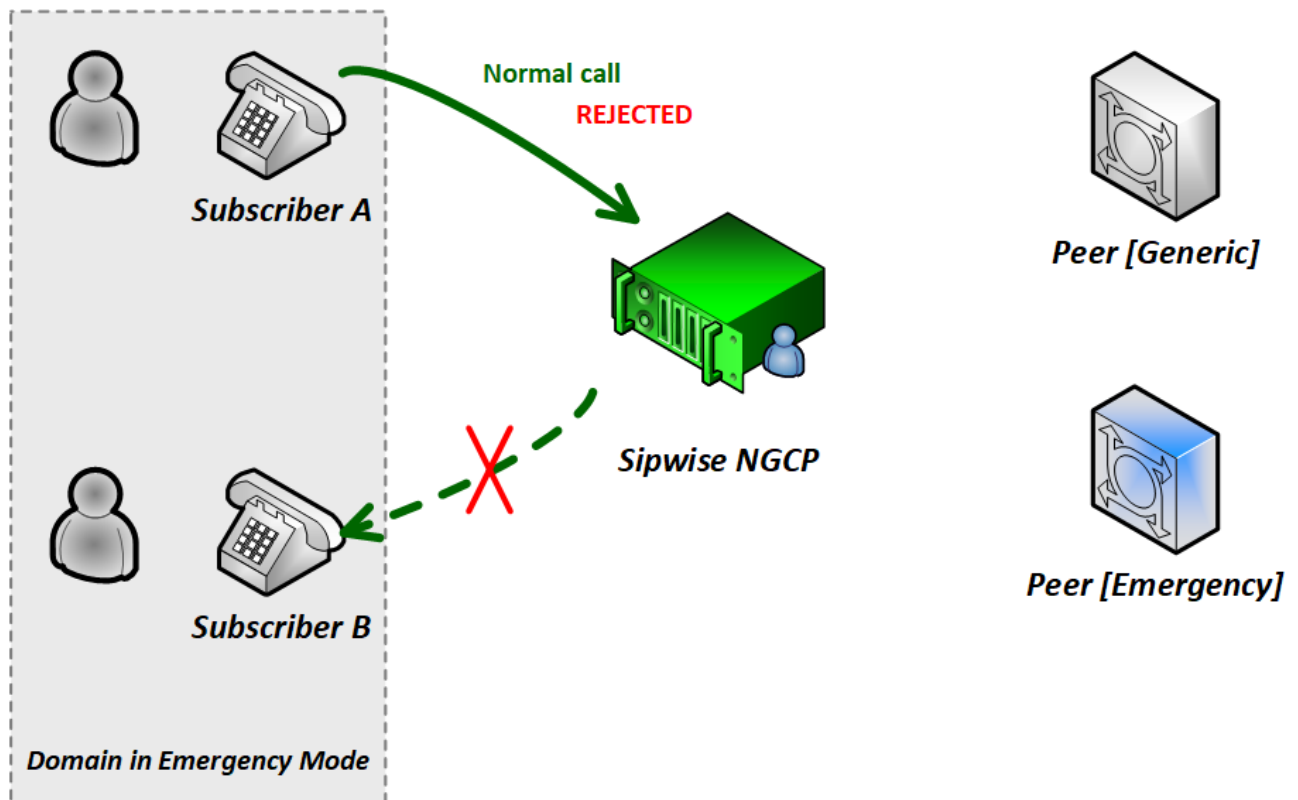 Normal call
REJECTED
Subscriber A
Peer [Generic]
Sipwise NGCP
Peer [Emergency]
Subscriber B
Domain in Emergency Mode